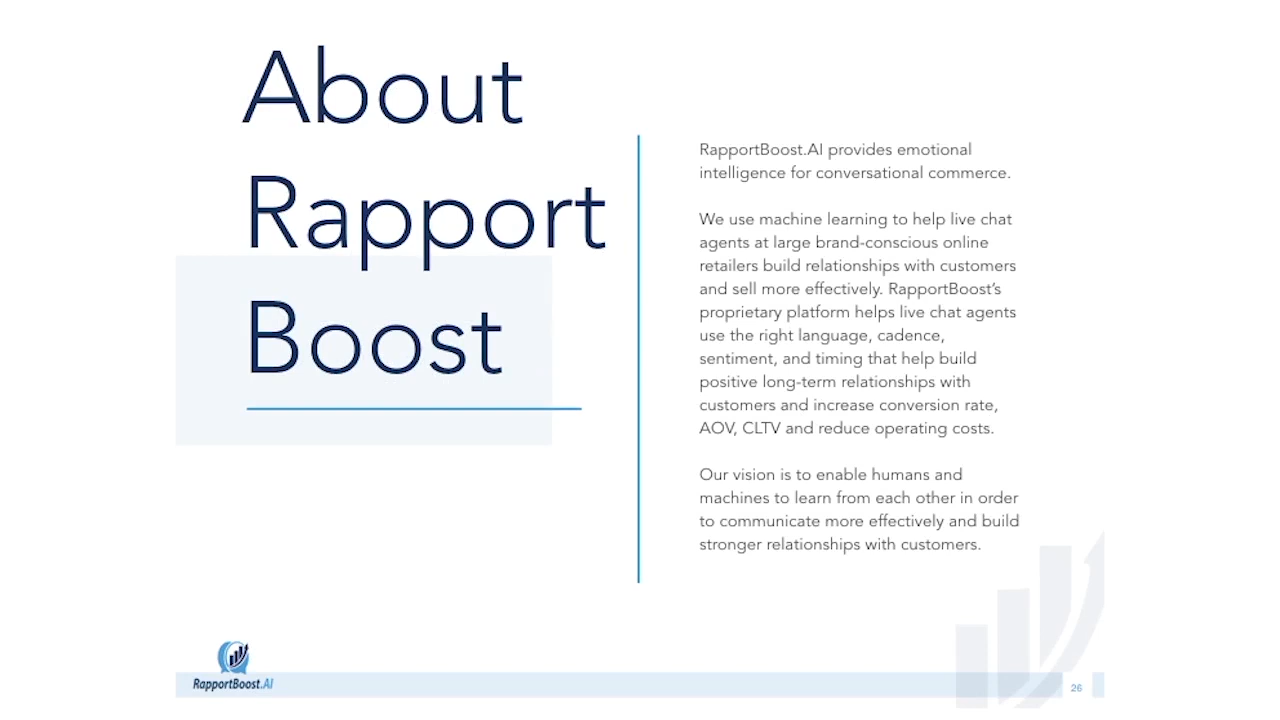 About
Rapport
Boost
RapportBoost.AI provides emotional
intelligence for conversational commerce.
We use machine learning to help live chat
agents at large brand-conscious online
retailers build relationships with customers
and sell more effectively. RapportBoost’s
proprietary platform helps live chat agents
use the right language, cadence,
sentiment, and timing that help build
positive long-term relationships with
customers and increase conversion rate,
AOV, CLTV and reduce operating costs.
Our vision is to enable humans and
machines to learn from each other in order
to communicate more effectively and build
stronger relationships with customers.
RapportBoost.AI
26